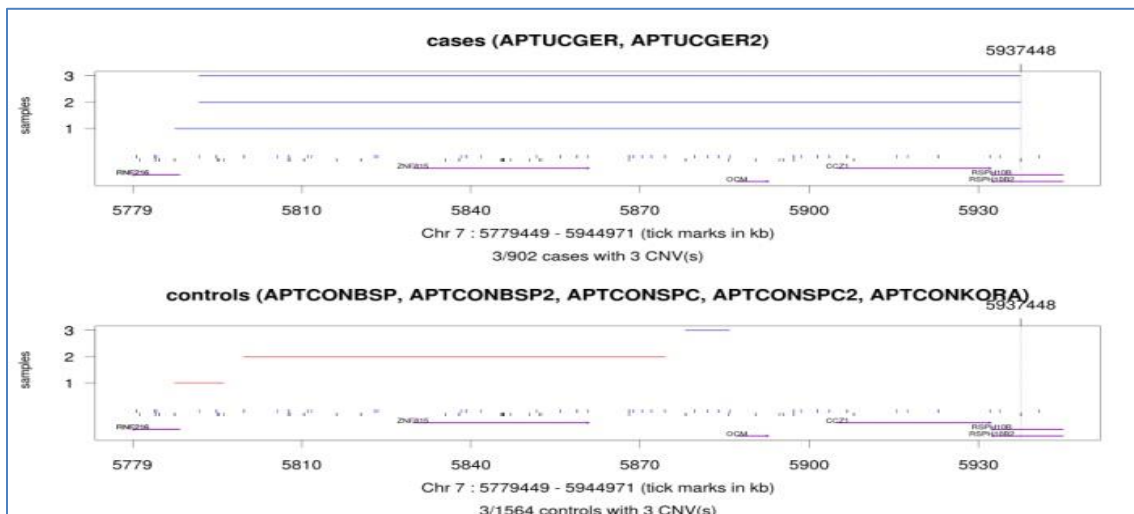 cases (APTUCGER, APTUCGER2)
5937448
samples
3
2
1
ZNF815
CCZ1
RNF216
OCM
RSPH10B
RSPH10B2
5779 5810 5840 5870 5900 5930
Chr 7 : 5779449 - 5944971 (tick marks in kb)
3/902 cases with 3 CNV(s)
controls (APTCONBSP, APTCONBSP2, APTCONSPC, APTCONSPC2, APTCONKORA)
5937448
samples
3
2
1
ZNF815
CCZ1
RNF216
OCM
RSPH10B
RSPH10B2
5779 5810 5840 5870 5900 5930
Chr 7 : 5779449 - 5944971 (tick marks in kb)
3/1564 controls with 3 CNV(s)